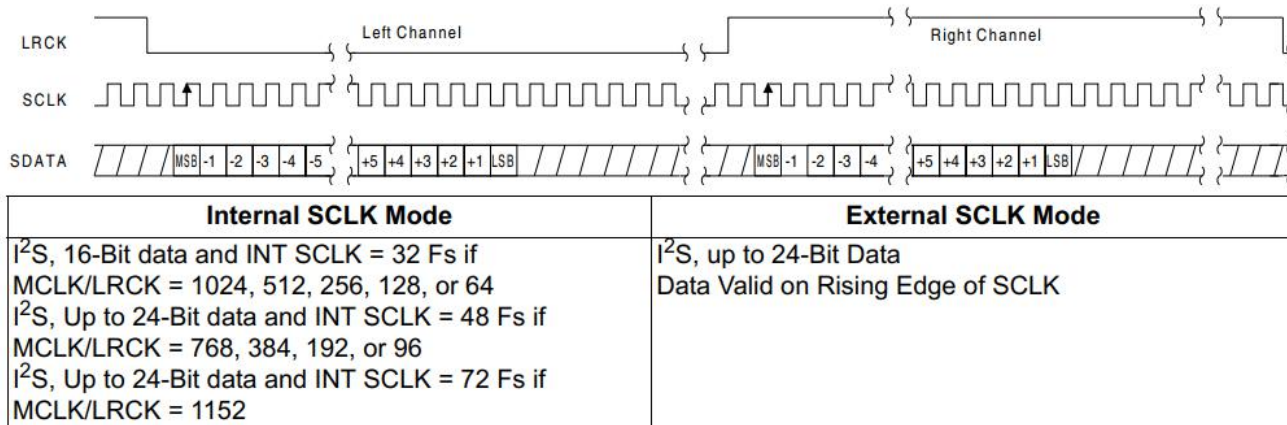 LRCK Left Channel Right Channel
SCLK
SDATA MSB -1 -2 -3 -4 -5 +5 +4 +3 +2 +1 LSB MSB -1 -2 -3 -4 +5 +4 +3 +2 +1 LSB
Internal SCLK Mode External SCLK Mode
I²S, 16-Bit data and INT SCLK = 32 Fs if
MCLK/LRCK = 1024, 512, 256, 128, or 64
I²S, Up to 24-Bit data and INT SCLK = 48 Fs if
MCLK/LRCK = 768, 384, 192, or 96
I²S, Up to 24-Bit data and INT SCLK = 72 Fs if
MCLK/LRCK = 1152
I²S, up to 24-Bit Data
Data Valid on Rising Edge of SCLK